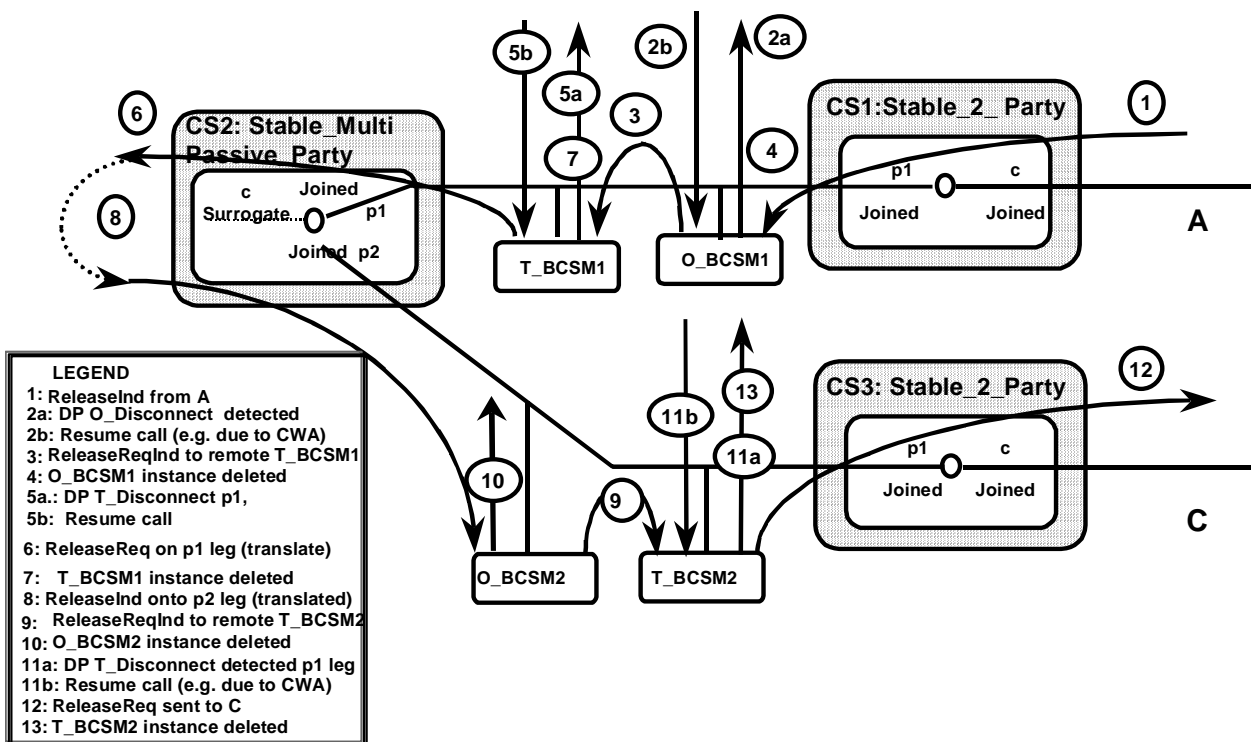 5b
5a
2b
2a
6
3
7
4
1
CS2: Stable_Multi
Passive_Party
c
Joined
Surrogate
p1
Joined p2
8
CS1:Stable_2_ Party
p1
c
Joined
Joined
A
T_BCSM1
O_BCSM1
LEGEND
1: ReleaseInd from A
2a: DP O_Disconnect detected
2b: Resume call (e.g. due to CWA)
3: ReleaseReqInd to remote T_BCSM1
4: O_BCSM1 instance deleted
5a.: DP T_Disconnect p1,
5b: Resume call
6: ReleaseReq on p1 leg (translate)
7: T_BCSM1 instance deleted
8: ReleaseInd onto p2 leg (translated)
9: ReleaseReqInd to remote T_BCSM2
10: O_BCSM2 instance deleted
11a: DP T_Disconnect detected p1 leg
11b: Resume call (e.g. due to CWA)
12: ReleaseReq sent to C
13: T_BCSM2 instance deleted
10
9
11b
13
11a
12
CS3: Stable_2_Party
p1
c
Joined
Joined
C
O_BCSM2
T_BCSM2